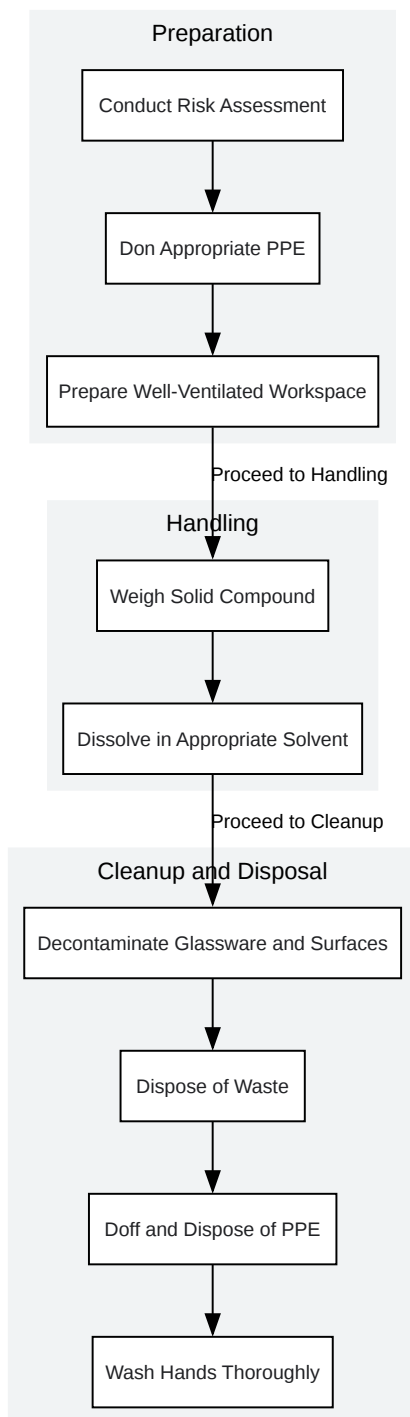 Preparation
Conduct Risk Assessment
Don Appropriate PPE
Prepare Well-Ventilated Workspace
Proceed to Handling
Handling
Weigh Solid Compound
Dissolve in Appropriate Solvent
Proceed to Cleanup
Cleanup and Disposal
Decontaminate Glassware and Surfaces
Dispose of Waste
Doff and Dispose of PPE
Wash Hands Thoroughly